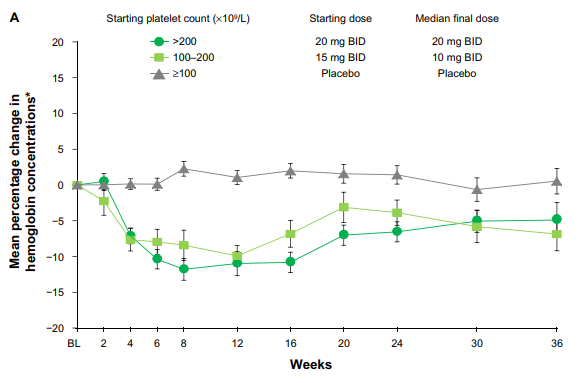 A
Starting platelet count (×10⁹/L) Starting dose Median final dose
>200 20 mg BID 20 mg BID
100–200 15 mg BID 10 mg BID
≥100 Placebo Placebo
Mean percentage change in
hemoglobin concentrations*
20
15
10
5
0
−5
−10
−15
−20
BL 2 4 6 8 12 16 20 24 30 36
Weeks